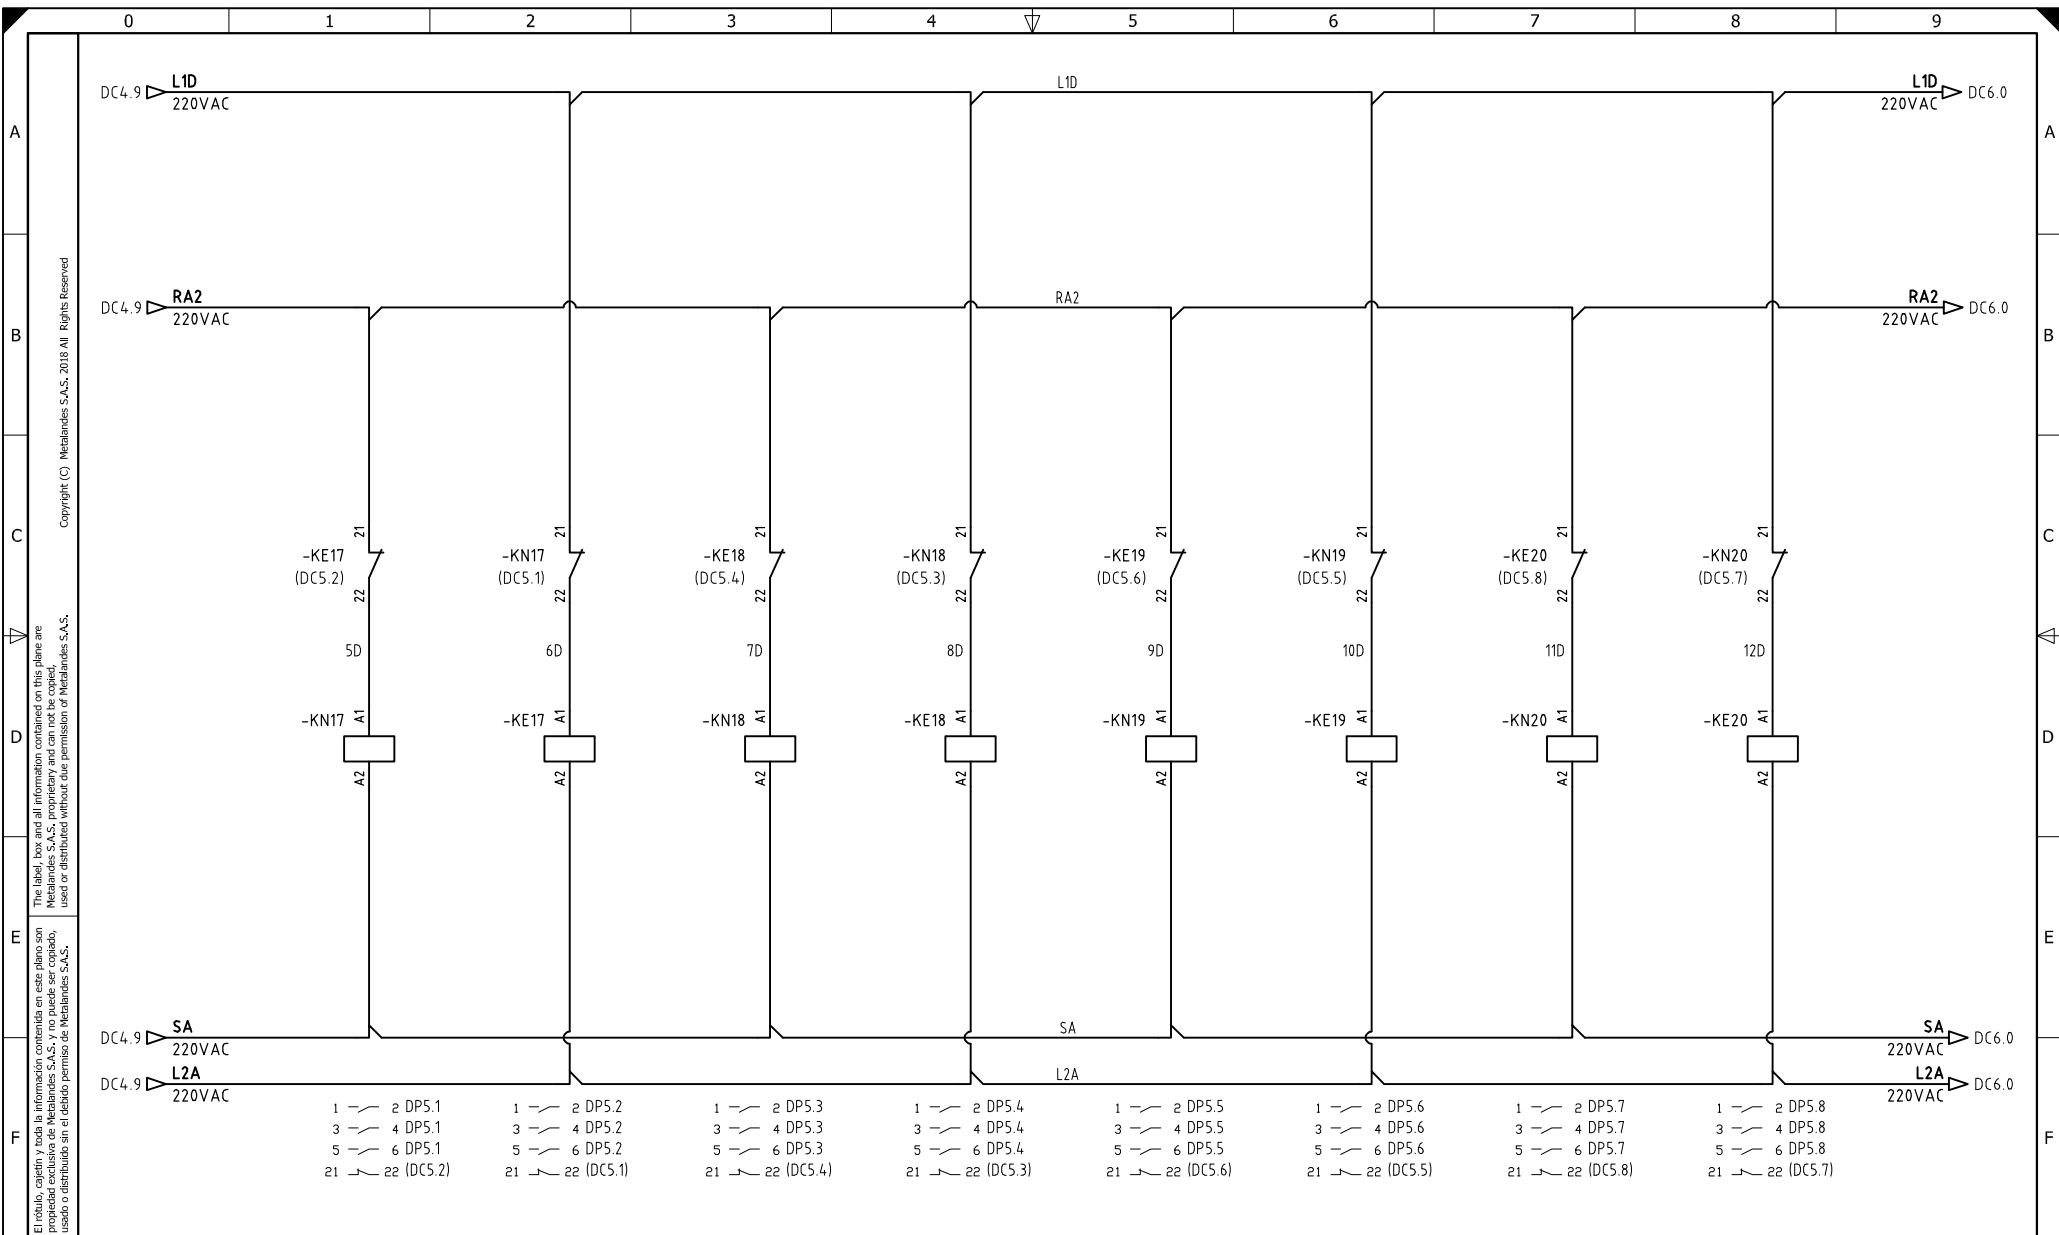 0 1 2 3 4 5 6 7 8 9
L1D L1D L1D
DC4.9 DC6.0
220VAC 220VAC
A A
RA2 RA2 RA2
DC4.9 DC6.0
220VAC 220VAC
B B
Copyright (C) Metalandes S.A.S. 2018 All Rights Reserved
21 21 21 21 21 21 21 21
C C
-KE17 -KN17 -KE18 -KN18 -KE19 -KN19 -KE20 -KN20
(DC5.2) (DC5.1) (DC5.4) (DC5.3) (DC5.6) (DC5.5) (DC5.8) (DC5.7)
22 22 22 22 22 22 22 22
5D 6D 7D 8D 9D 10D 11D 12D
-KN17 A1 -KE17 A1 -KN18 A1 -KE18 A1 -KN19 A1 -KE19 A1 -KN20 A1 -KE20 A1
D D
A2 A2 A2 A2 A2 A2 A2 A2
The label, box and all information contained on this plane are
Metalandes S.A.S. proprietary and can not be copied,
used or distributed without due permission of Metalandes S.A.S.
E E
El rótulo, cajetín y toda la información contenida en este plano son
propiedad exclusiva de Metalandes S.A.S. y no puede ser copiado,
usado o distribuido sin el debido permiso de Metalandes S.A.S.
SA SA SA
DC4.9 DC6.0
220VAC 220VAC
L2A L2A L2A
DC4.9 DC6.0
220VAC 220VAC
1 2 DP5.1 1 2 DP5.2 1 2 DP5.3 1 2 DP5.4 1 2 DP5.5 1 2 DP5.6 1 2 DP5.7 1 2 DP5.8
3 4 DP5.1 3 4 DP5.2 3 4 DP5.3 3 4 DP5.4 3 4 DP5.5 3 4 DP5.6 3 4 DP5.7 3 4 DP5.8
F F
5 6 DP5.1 5 6 DP5.2 5 6 DP5.3 5 6 DP5.4 5 6 DP5.5 5 6 DP5.6 5 6 DP5.7 5 6 DP5.8
21 22 (DC5.2) 21 22 (DC5.1) 21 22 (DC5.4) 21 22 (DC5.3) 21 22 (DC5.6) 21 22 (DC5.5) 21 22 (DC5.8) 21 22 (DC5.7)